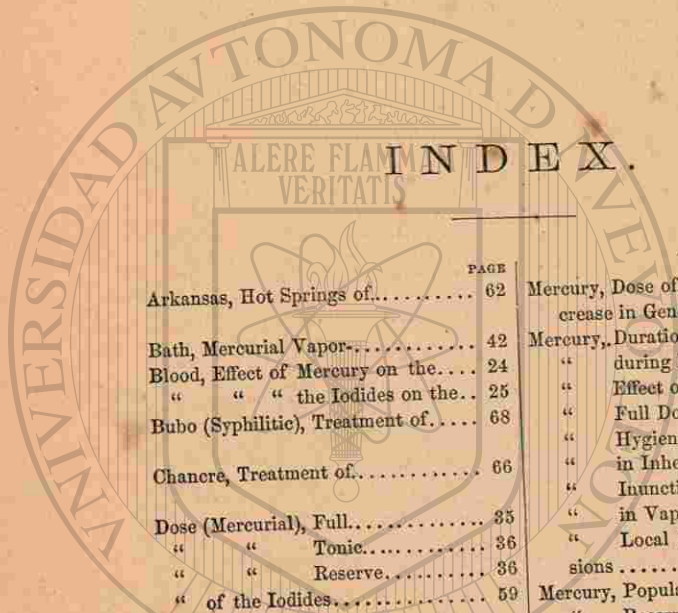 INDEX.
PAGE
Arkansas, Hot Springs of........... 62
Bath, Mercurial Vapor-............ 42
Blood, Effect of Mercury on the.... 24
“ “ “ the Iodides on the.. 25
Bubo (Syphilitic), Treatment of..... 68
Chancre, Treatment of............. 66
Dose (Mercurial), Full.............. 35
“ “ Tonic............ 36
“ “ Reserve.......... 36
“ of the Iodides................ 59
Mercury, Dose of
crease in Gen
Mercury, Duratio
“ during
“ Effect o
“ Full Do
“ Hygien
“ in Inhe
“ Inuncti
“ in Vap
“ Local
sions ......
Mercury, Popula
UNIVERSIDAD AUTONOMA D NUEVO
ALERE FLAMMAM
VERITATIS